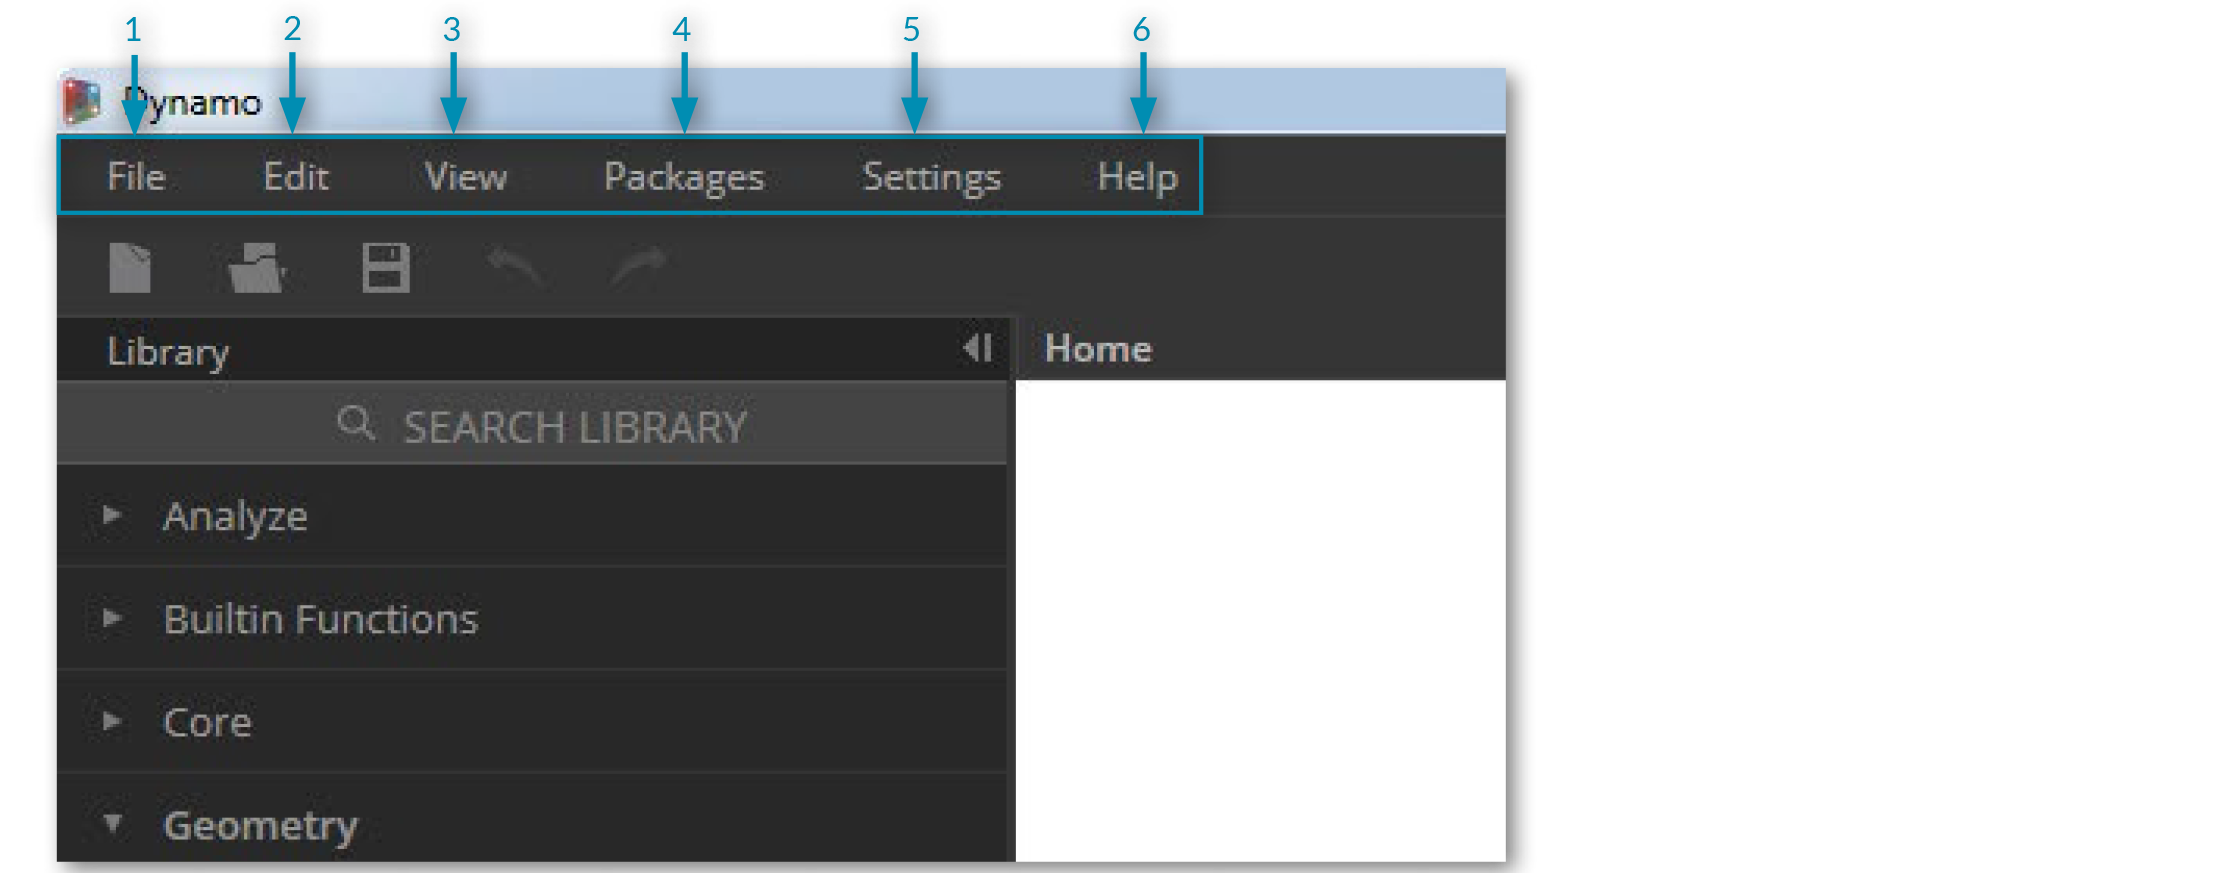 1 2 3 4 5 6
Dynamo
File Edit View Packages Settings Help
Library Home
SEARCH LIBRARY
Analyze
Builtin Functions
Core
Geometry